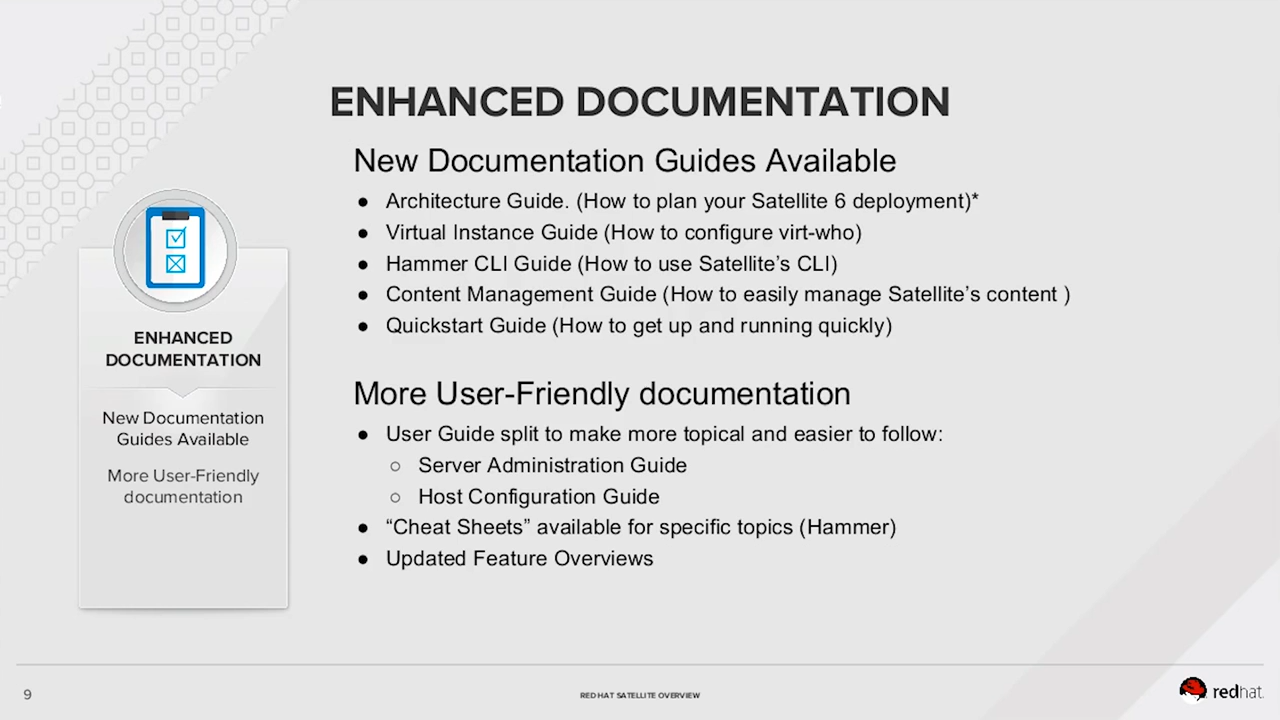 ENHANCED DOCUMENTATION
New Documentation Guides Available
● Architecture Guide. (How to plan your Satellite 6 deployment)*
● Virtual Instance Guide (How to configure virt-who)
● Hammer CLI Guide (How to use Satellite's CLI)
● Content Management Guide (How to easily manage Satellite's content )
● Quickstart Guide (How to get up and running quickly)
More User-Friendly documentation
● User Guide split to make more topical and easier to follow:
○ Server Administration Guide
○ Host Configuration Guide
● “Cheat Sheets” available for specific topics (Hammer)
● Updated Feature Overviews
ENHANCED
DOCUMENTATION
New Documentation
Guides Available
More User-Friendly
documentation
9
RED HAT SATELLITE OVERVIEW
redhat.